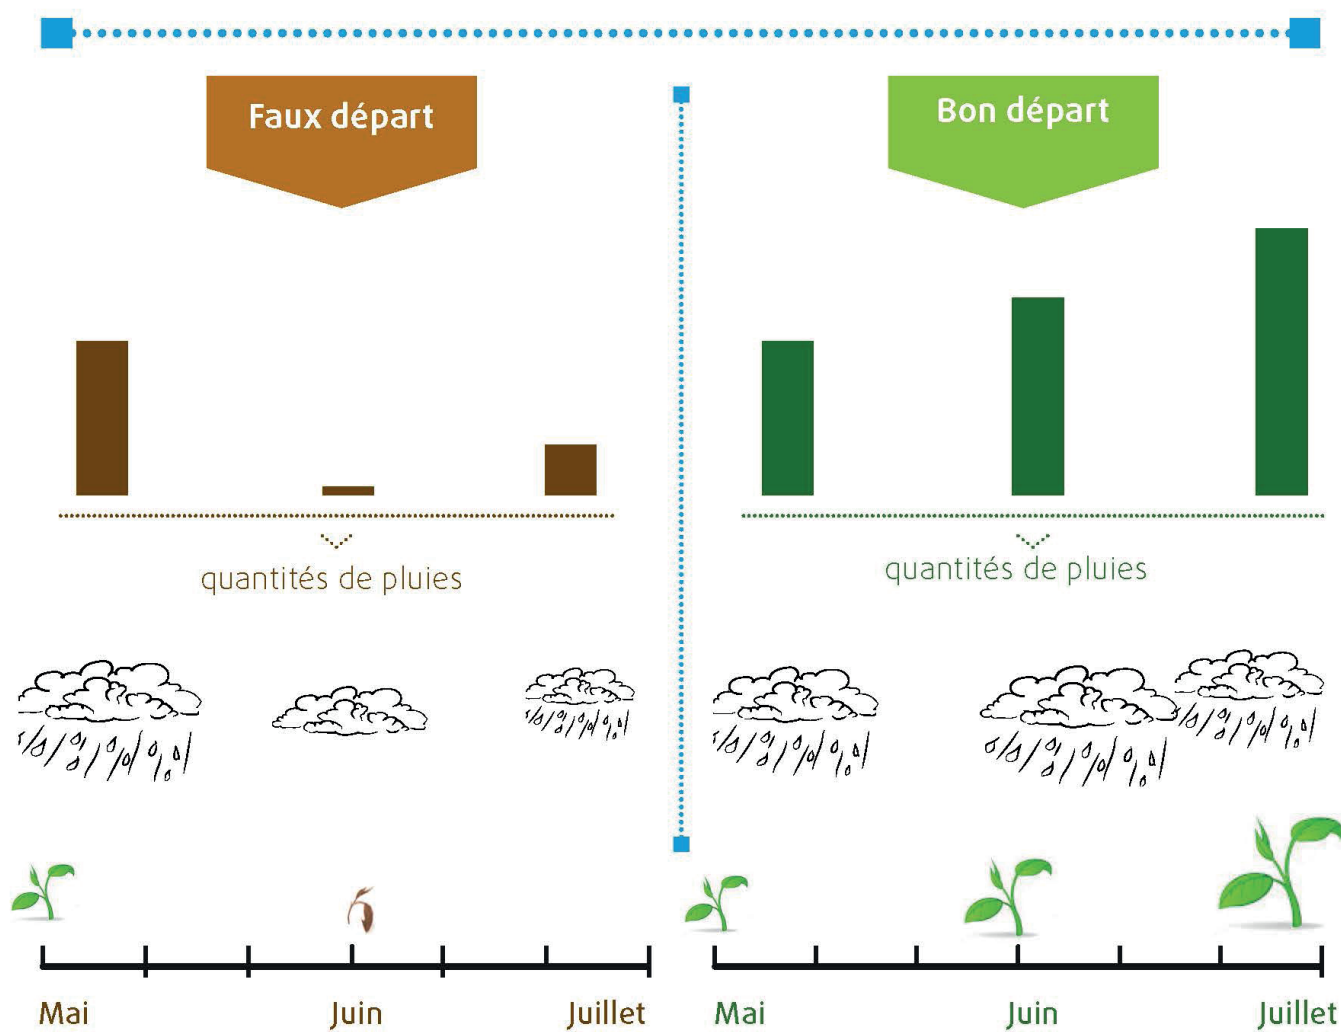 Faux départ
Bon départ
quantités de pluies
quantités de pluies
Mai Juin Juillet
Mai Juin Juillet